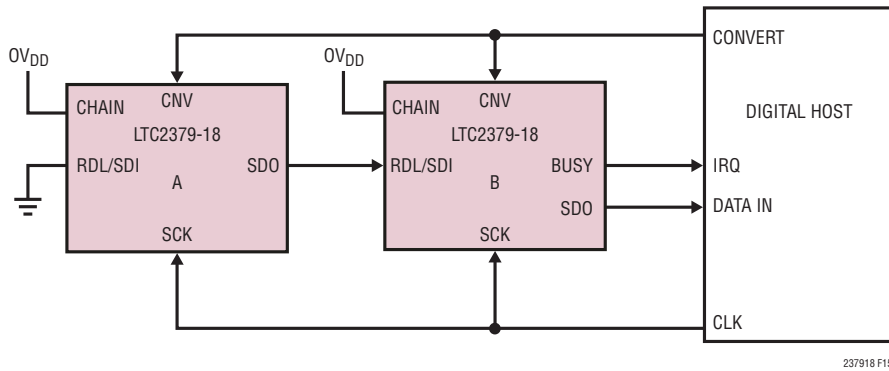 CONVERT
OVDD
OVDD
CHAIN
CNV
CHAIN
CNV
DIGITAL HOST
LTC2379-18
LTC2379-18
RDL/SDI
SDO
RDL/SDI
BUSY
IRQ
A
B
SDO
DATA IN
SCK
SCK
CLK
237918 F15